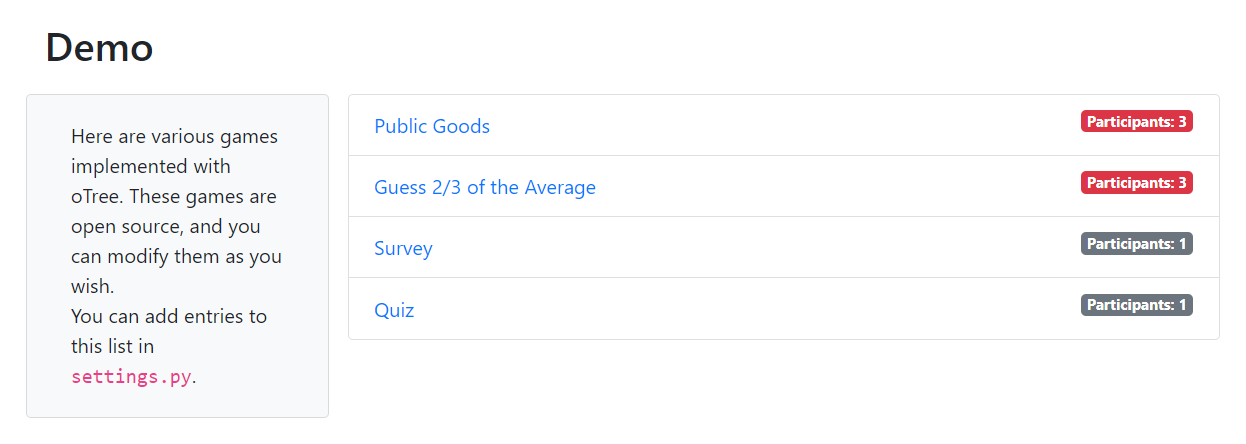 Demo
Here are various games
implemented with
oTree. These games are
open source, and you
can modify them as you
wish.
You can add entries to
this list in
settings.py.
Public Goods
Participants: 3
Guess 2/3 of the Average
Participants: 3
Survey
Participants: 1
Quiz
Participants: 1